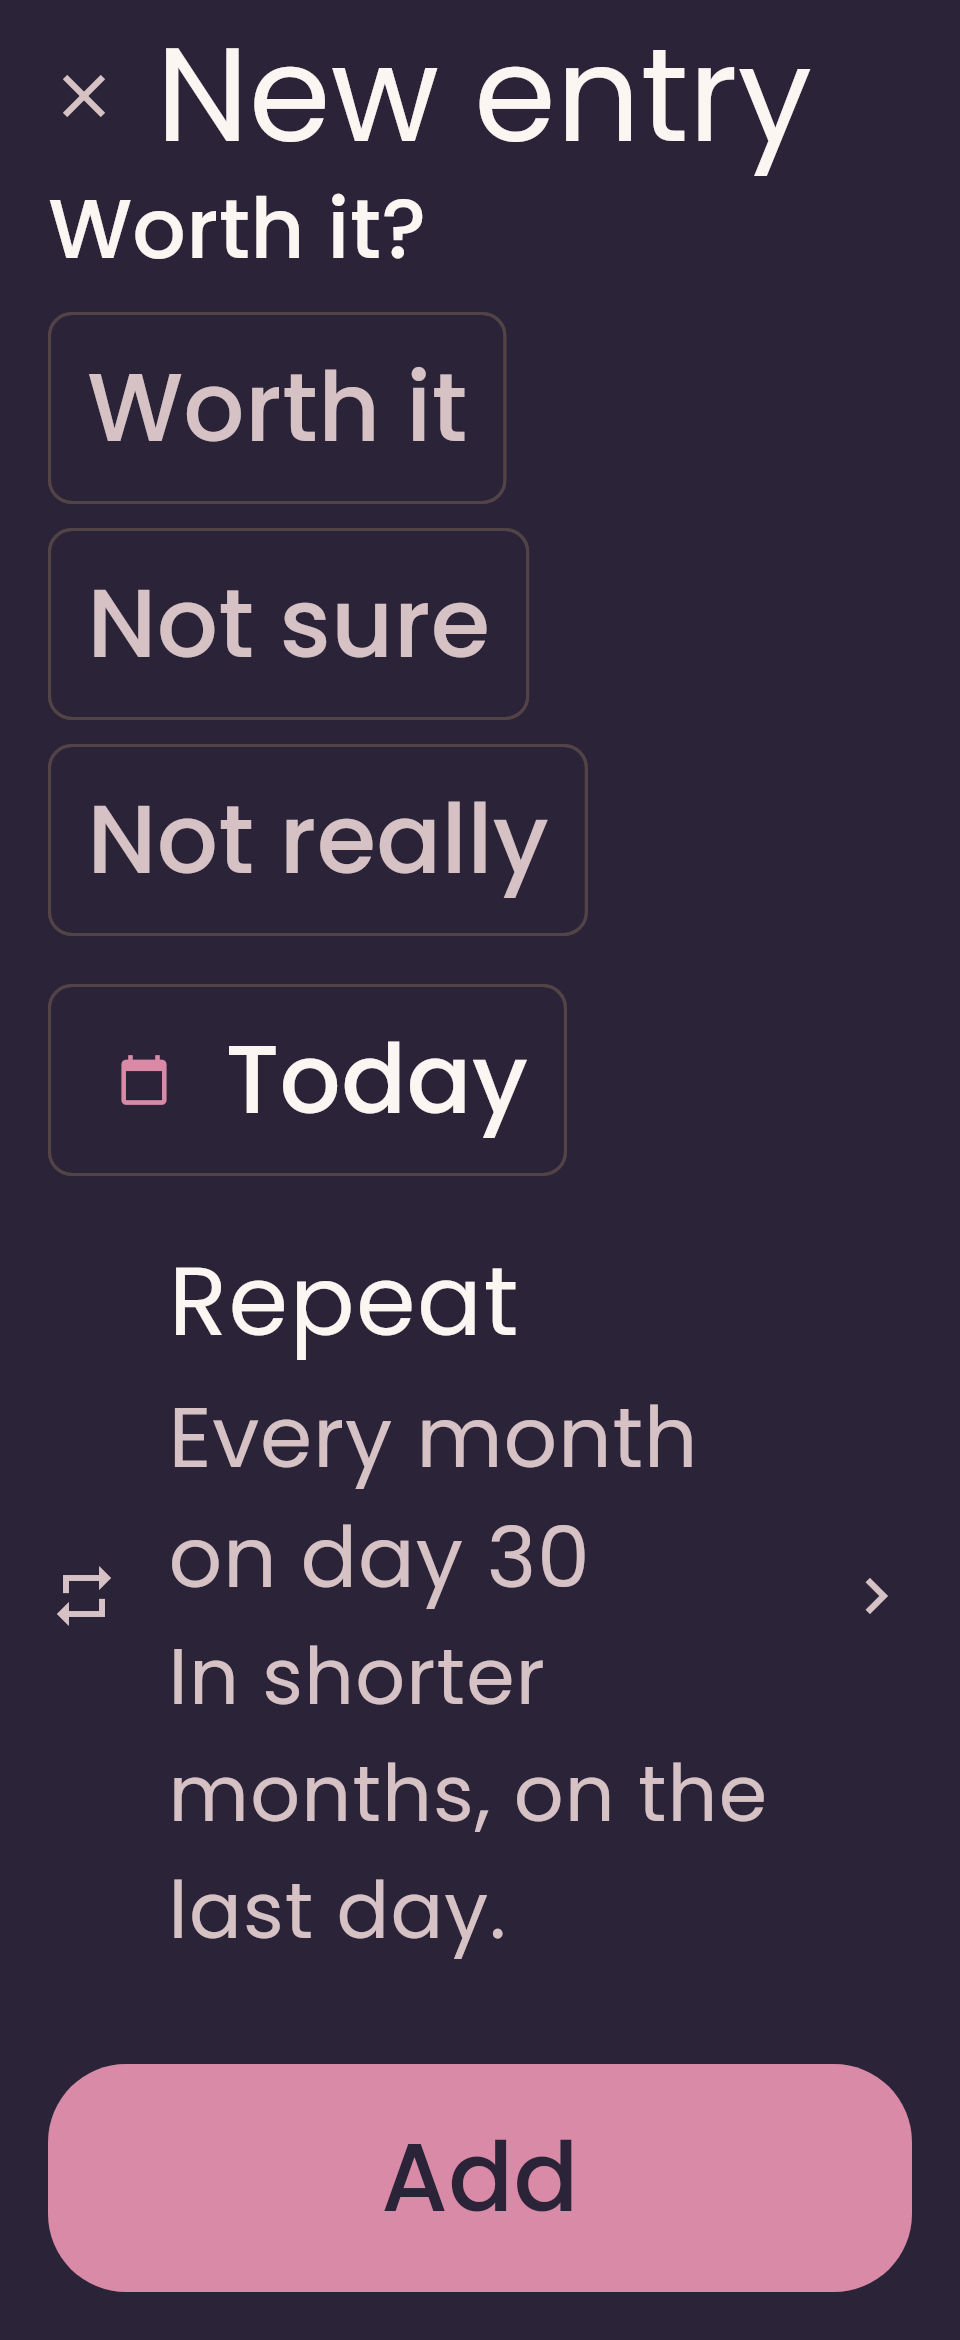 New entry
Worth it?
Worth it
Not sure
Not really
Today
Repeat
Every month
on day 30
In shorter
months, on the
last day.
Add